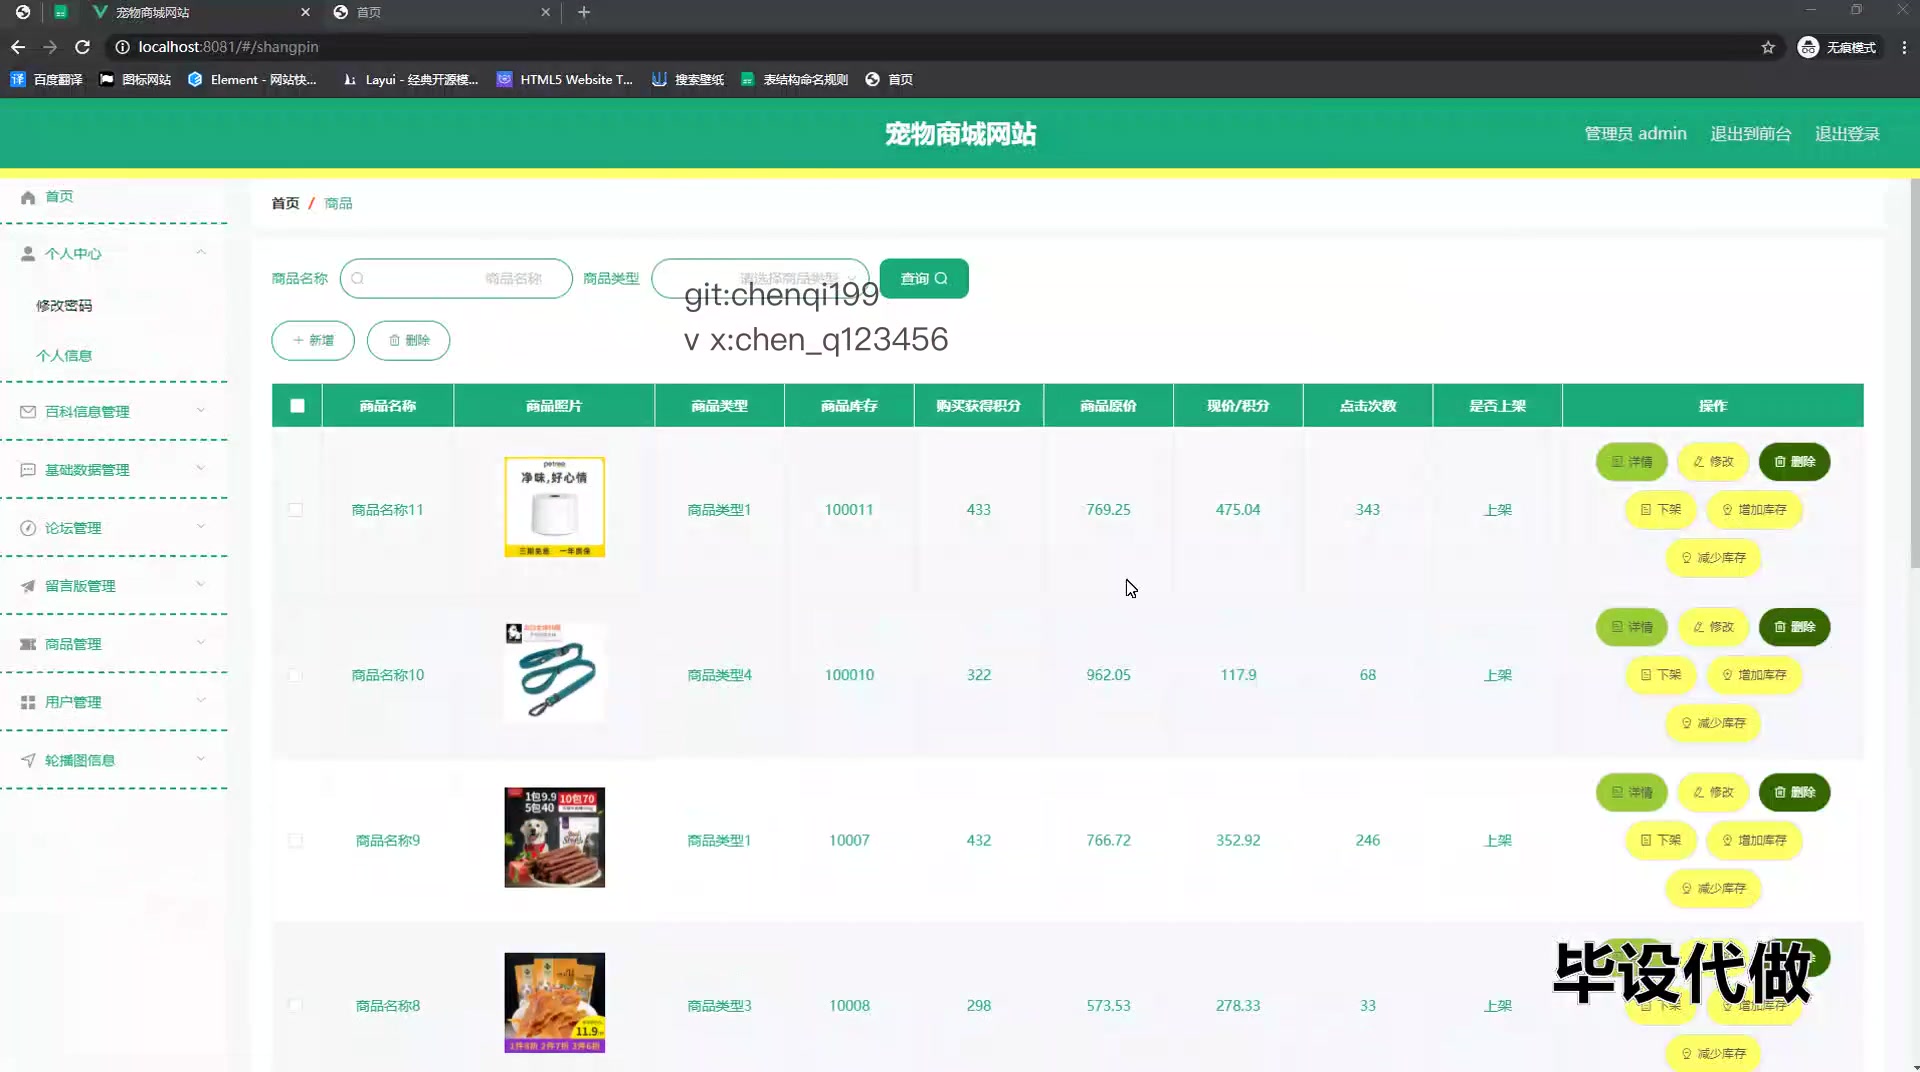 宠物商城网站
首页
localhost:8081/#/shangpin
无痕模式
百度翻译
图标网站
Element - 网站快...
Layui - 经典开源模...
HTML5 Website T...
搜索壁纸
表结构命名规则
首页
宠物商城网站
管理员 admin
退出到前台
退出登录
首页
个人中心
修改密码
个人信息
百科信息管理
基础数据管理
论坛管理
留言版管理
商品管理
用户管理
轮播图信息
首页 / 商品
商品名称 商品名称 商品类型 请选择商品类型 查询
git:chenqi199
v x:chen_q123456
新增 删除
商品名称 商品照片 商品类型 商品库存 购买获得积分 商品原价 现价/积分 点击次数 是否上架 操作
petree
净味,好心情
三期免息 一年质保
商品名称11 商品类型1 100011 433 769.25 475.04 343 上架
详情 修改 删除
下架 增加库存
减少库存
商品名称10 商品类型4 100010 322 962.05 117.9 68 上架
详情 修改 删除
下架 增加库存
减少库存
1包9.9 10包70
5包40
商品名称9 商品类型1 10007 432 766.72 352.92 246 上架
详情 修改 删除
下架 增加库存
减少库存
11.9
1件8折 2件7折 3件6折
商品名称8 商品类型3 10008 298 573.53 278.33 33 上架
毕设代做
下架 增加库存
减少库存